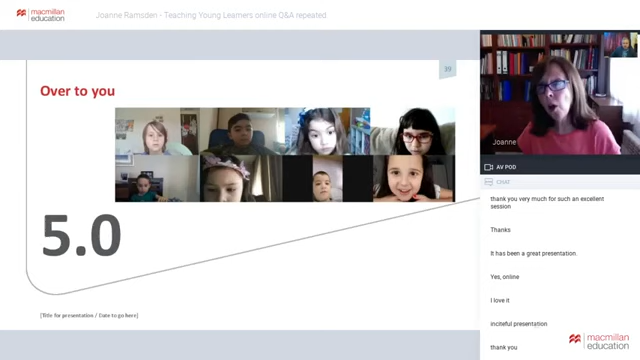 macmillan
education
Joanne Ramsden - Teaching Young Learners online Q&A repeated
39
Over to you
5.0
[Title for presentation / Date to go here]
Joanne
AV POD
CHAT
thank you very much for such an excellent
session
Thanks
It has been a great presentation.
Yes, online
I love it
inciteful presentation
thank you
macmillan
education